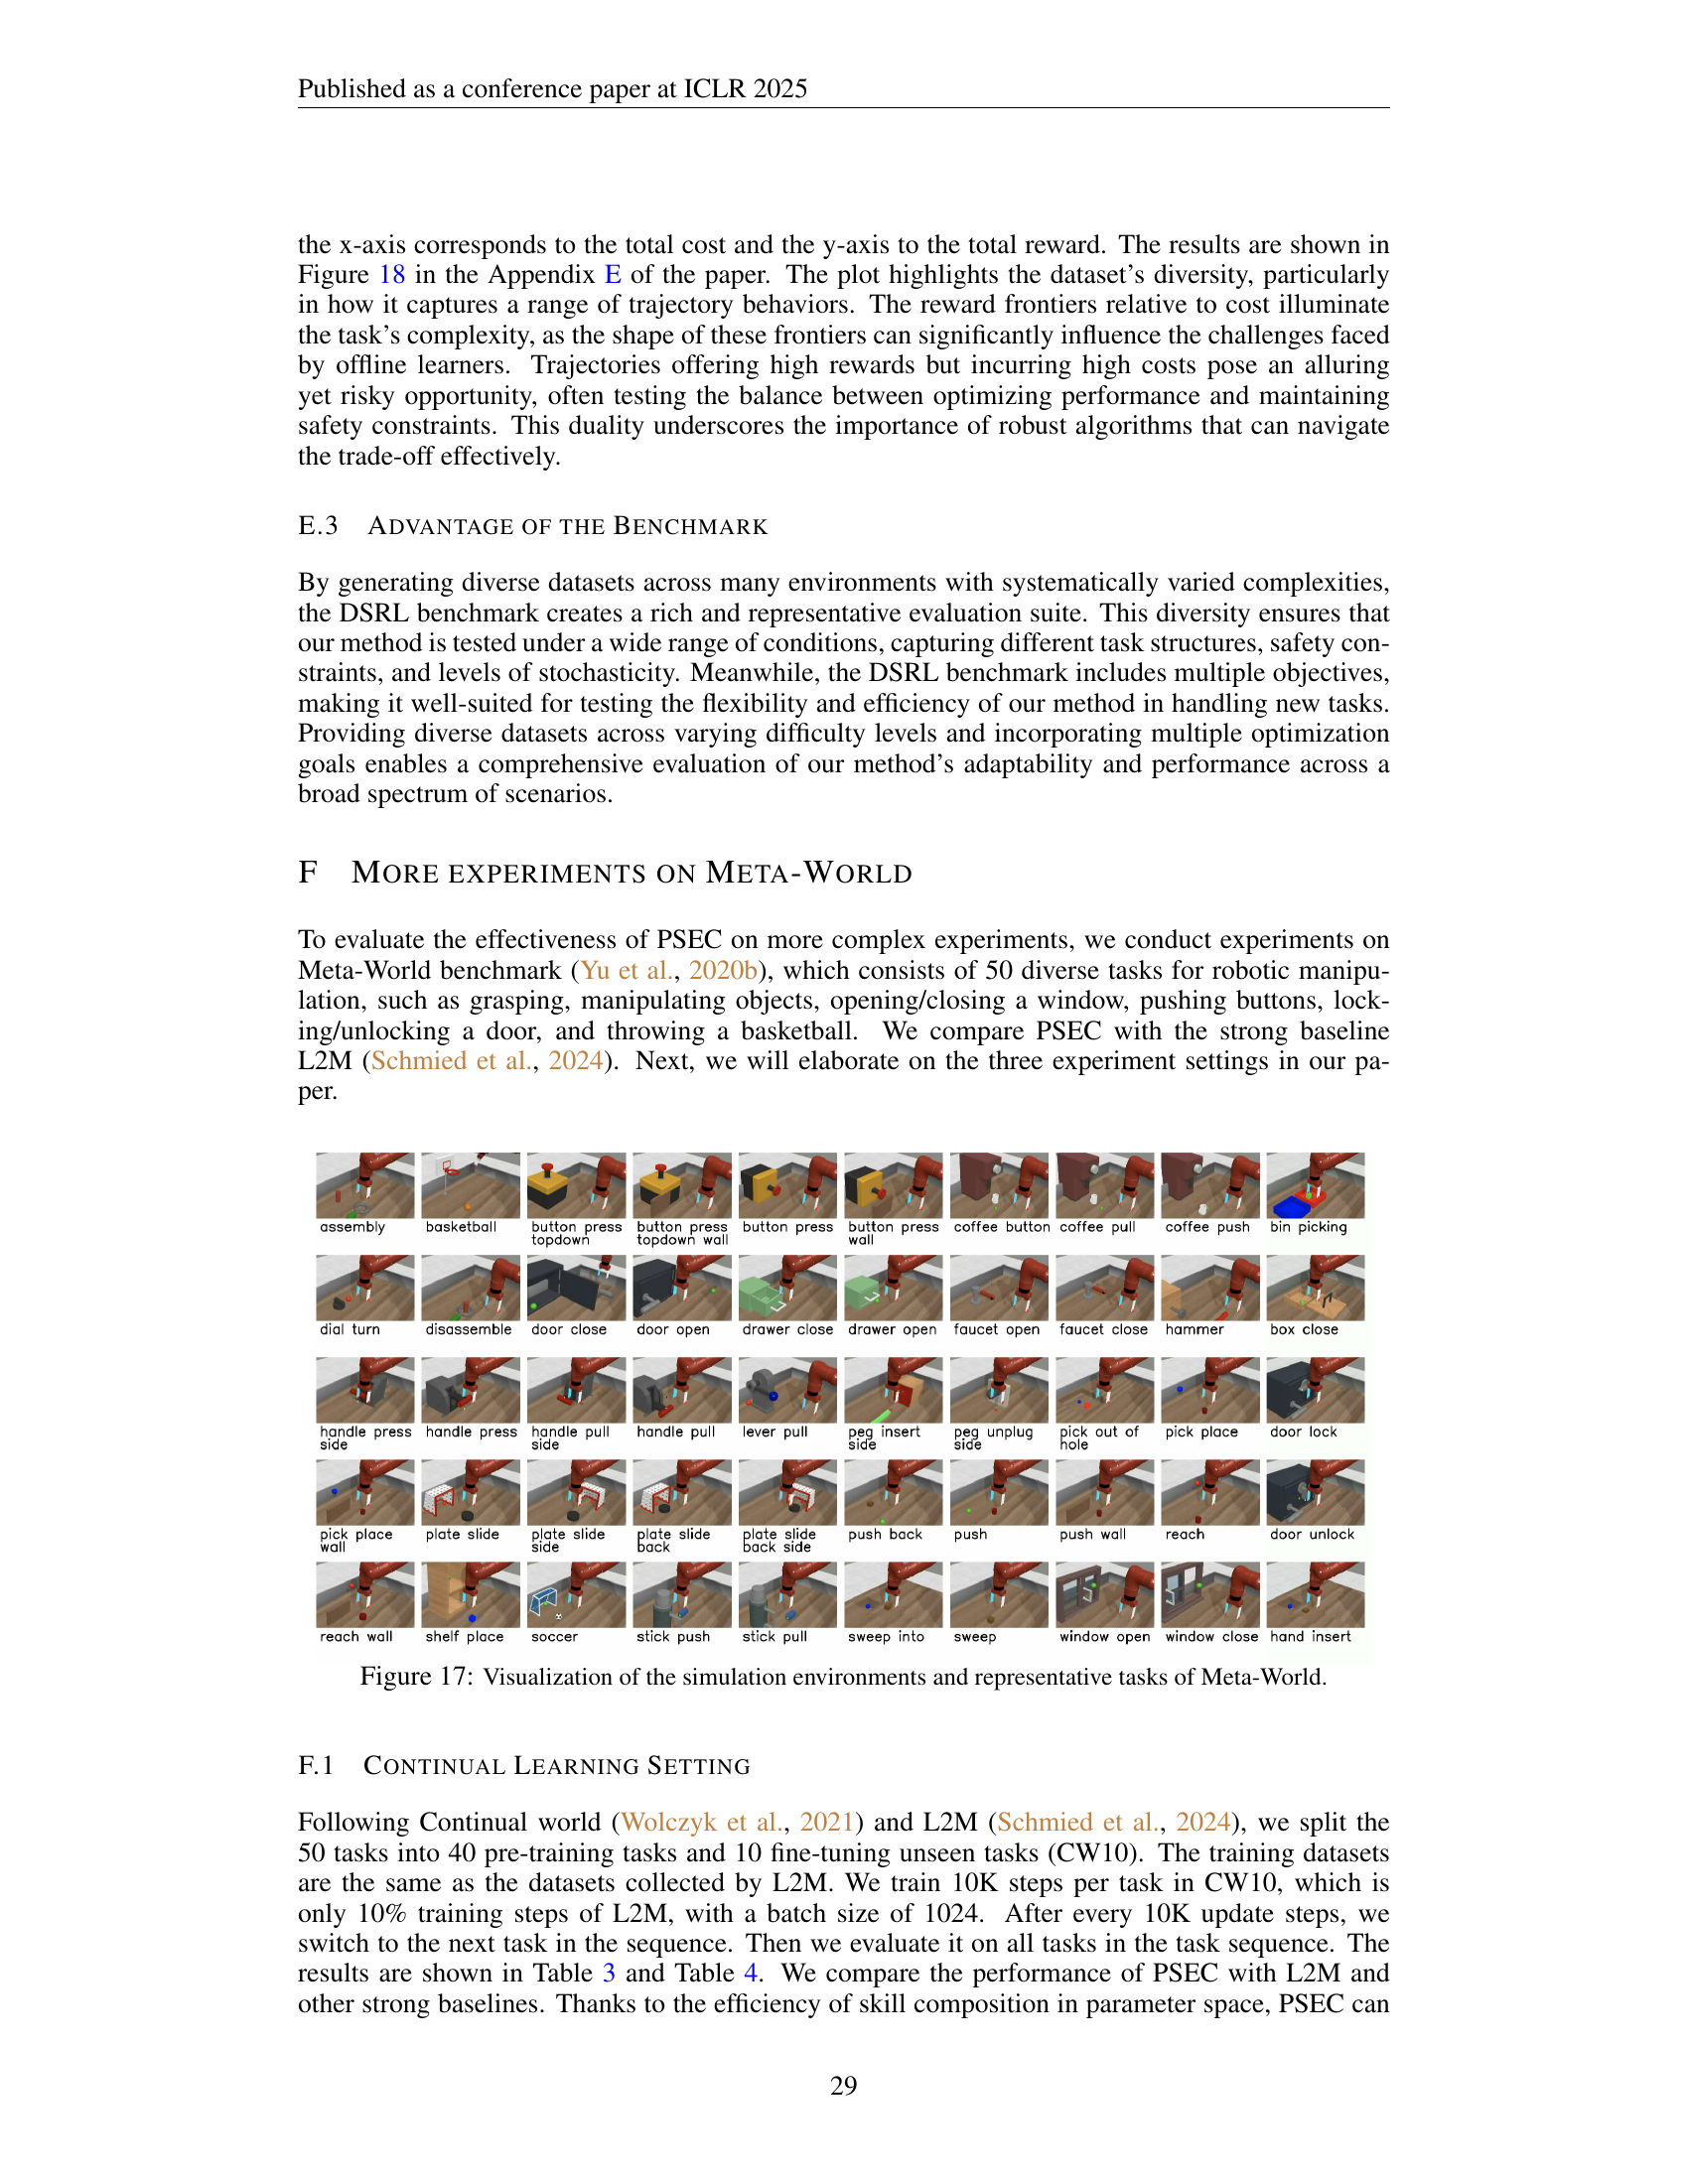 Published as a conference paper at ICLR 2025
the x-axis corresponds to the total cost and the y-axis to the total reward. The results are shown in
Figure 18 in the Appendix E of the paper. The plot highlights the dataset's diversity, particularly
in how it captures a range of trajectory behaviors. The reward frontiers relative to cost illuminate
the task's complexity, as the shape of these frontiers can significantly influence the challenges faced
by offline learners. Trajectories offering high rewards but incurring high costs pose an alluring
yet risky opportunity, often testing the balance between optimizing performance and maintaining
safety constraints. This duality underscores the importance of robust algorithms that can navigate
the trade-off effectively.
E.3 ADVANTAGE OF THE BENCHMARK
By generating diverse datasets across many environments with systematically varied complexities,
the DSRL benchmark creates a rich and representative evaluation suite. This diversity ensures that
our method is tested under a wide range of conditions, capturing different task structures, safety con-
straints, and levels of stochasticity. Meanwhile, the DSRL benchmark includes multiple objectives,
making it well-suited for testing the flexibility and efficiency of our method in handling new tasks.
Providing diverse datasets across varying difficulty levels and incorporating multiple optimization
goals enables a comprehensive evaluation of our method's adaptability and performance across a
broad spectrum of scenarios.
F MORE EXPERIMENTS ON META-WORLD
To evaluate the effectiveness of PSEC on more complex experiments, we conduct experiments on
Meta-World benchmark (Yu et al., 2020b), which consists of 50 diverse tasks for robotic manipu-
lation, such as grasping, manipulating objects, opening/closing a window, pushing buttons, lock-
ing/unlocking a door, and throwing a basketball. We compare PSEC with the strong baseline
L2M (Schmied et al., 2024). Next, we will elaborate on the three experiment settings in our pa-
per.
assembly basketball button press button press button press button press coffee button coffee pull coffee push bin picking
topdown topdown wall wall
dial turn disassemble door close door open drawer close drawer open faucet open faucet close hammer box close
handle press handle press handle pull handle pull lever pull peg insert peg unplug pick out of pick place door lock
side side side side hole
pick place plate slide plate slide plate slide plate slide push back push push wall reach door unlock
wall side back back side
reach wall shelf place soccer stick push stick pull sweep into sweep window open window close hand insert
Figure 17: Visualization of the simulation environments and representative tasks of Meta-World.
F.1 CONTINUAL LEARNING SETTING
Following Continual world (Wolczyk et al., 2021) and L2M (Schmied et al., 2024), we split the
50 tasks into 40 pre-training tasks and 10 fine-tuning unseen tasks (CW10). The training datasets
are the same as the datasets collected by L2M. We train 10K steps per task in CW10, which is
only 10% training steps of L2M, with a batch size of 1024. After every 10K update steps, we
switch to the next task in the sequence. Then we evaluate it on all tasks in the task sequence. The
results are shown in Table 3 and Table 4. We compare the performance of PSEC with L2M and
other strong baselines. Thanks to the efficiency of skill composition in parameter space, PSEC can
29